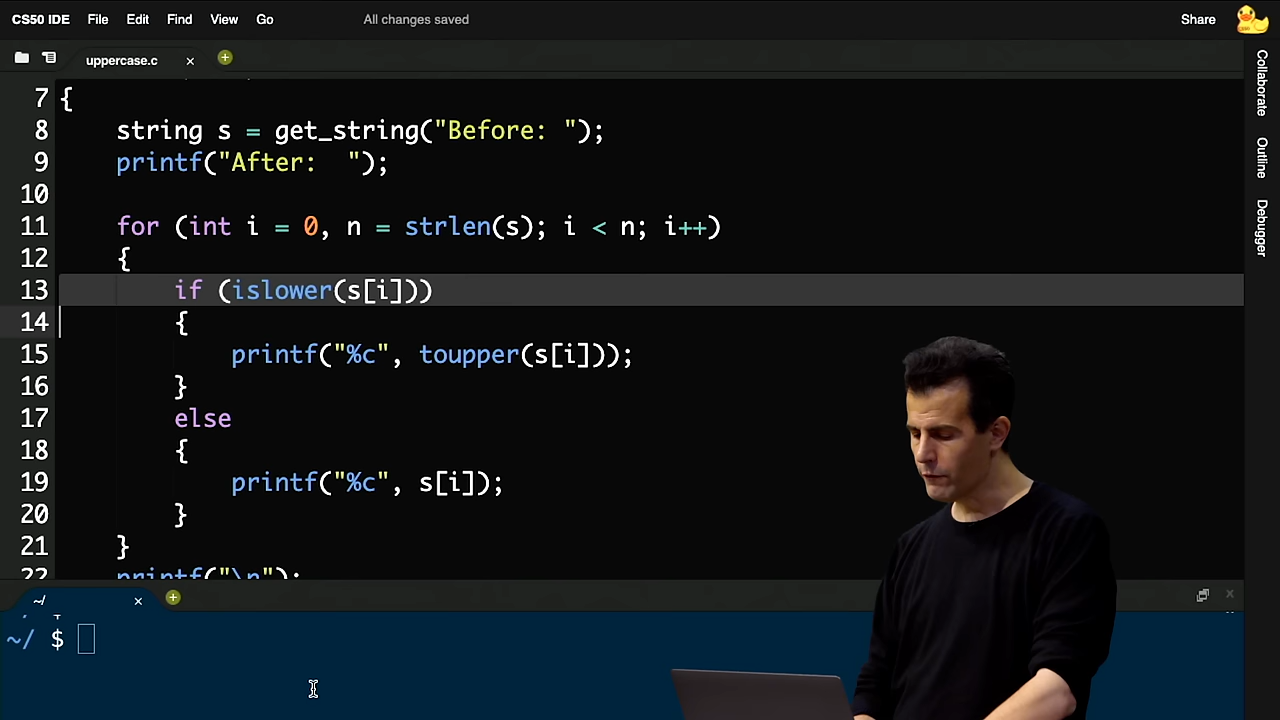 CS50 IDE File Edit View Find Go All changes saved Share
uppercase.c
Collaborate
Outline
Debugger
7 {
8 string s = get_string("Before: ");
9 printf("After:  ");
10
11 for (int i = 0, n = strlen(s); i < n; i++)
12 {
13 if (islower(s[i]))
14 {
15 printf("%c", toupper(s[i]));
16 }
17 else
18 {
19 printf("%c", s[i]);
20 }
21 }
22 printf("\n");
~/
~/ $